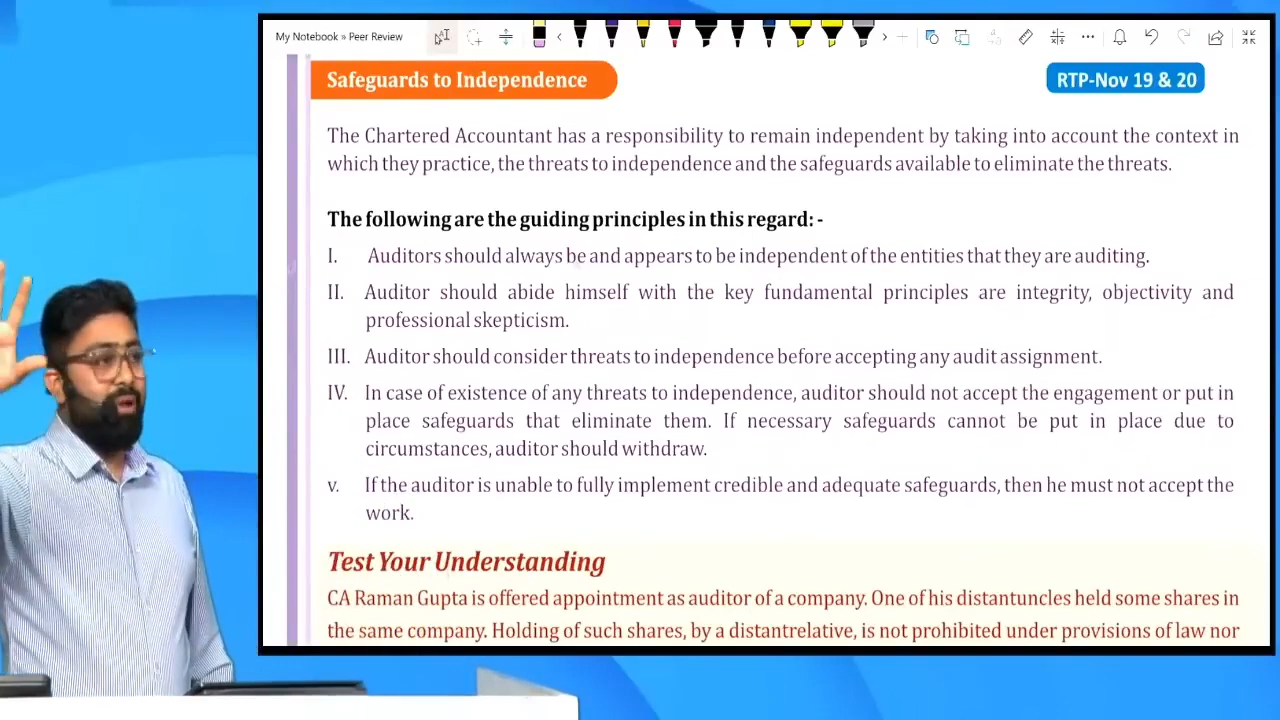 My Notebook » Peer Review
Safeguards to Independence
RTP-Nov 19 & 20
The Chartered Accountant has a responsibility to remain independent by taking into account the context in
which they practice, the threats to independence and the safeguards available to eliminate the threats.
The following are the guiding principles in this regard: -
I. Auditors should always be and appears to be independent of the entities that they are auditing.
II. Auditor should abide himself with the key fundamental principles are integrity, objectivity and
professional skepticism.
III. Auditor should consider threats to independence before accepting any audit assignment.
IV. In case of existence of any threats to independence, auditor should not accept the engagement or put in
place safeguards that eliminate them. If necessary safeguards cannot be put in place due to
circumstances, auditor should withdraw.
v. If the auditor is unable to fully implement credible and adequate safeguards, then he must not accept the
work.
Test Your Understanding
CA Raman Gupta is offered appointment as auditor of a company. One of his distantuncles held some shares in
the same company. Holding of such shares, by a distantrelative, is not prohibited under provisions of law nor